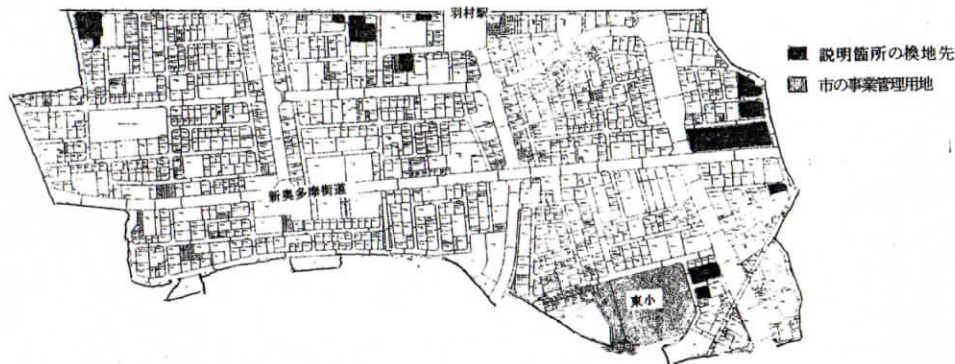 羽村駅
説明箇所の換地先
市の事業管理用地
新奥多摩街道
東小